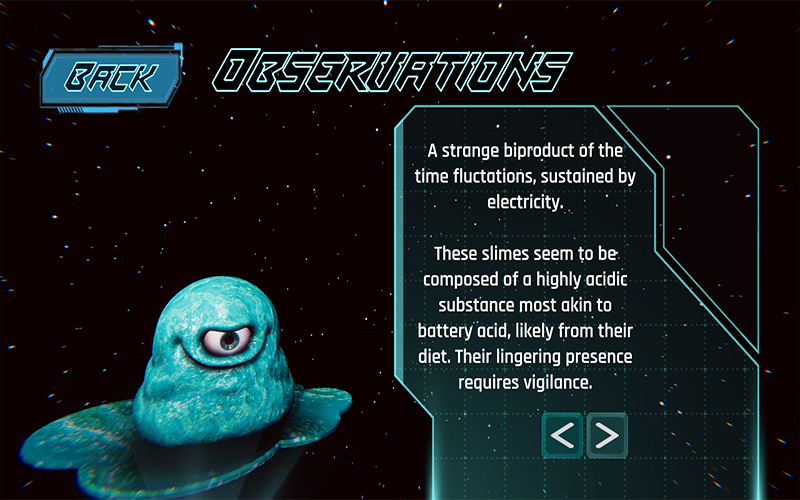 Back
Observations
A strange biproduct of the
time fluctations, sustained by
electricity.
These slimes seem to be
composed of a highly acidic
substance most akin to
battery acid, likely from their
diet. Their lingering presence
requires vigilance.
< >